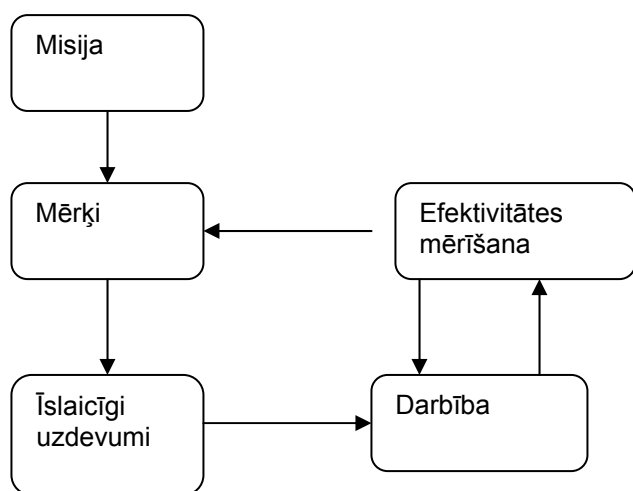 Misija
Mērķi
Efektivitātes
mērīšana
Īslaicīgi
uzdevumi
Darbība